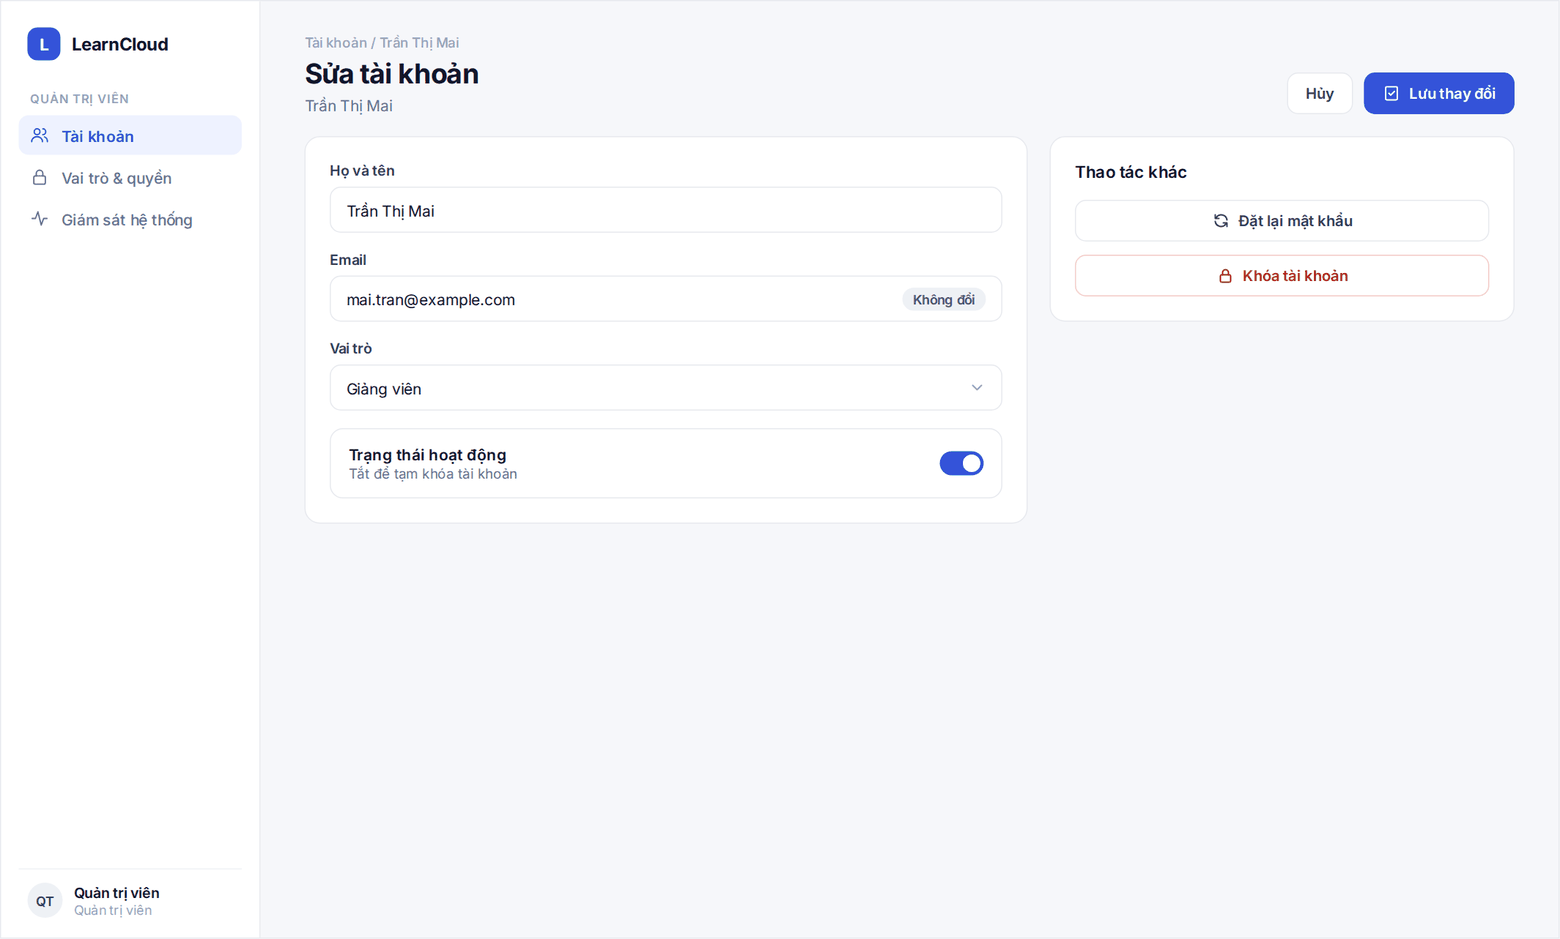 L LearnCloud
QUẢN TRỊ VIÊN
Tài khoản
Vai trò & quyền
Giám sát hệ thống
QT
Quản trị viên
Quản trị viên
Tài khoản / Trần Thị Mai
Sửa tài khoản
Trần Thị Mai
Hủy
Lưu thay đổi
Họ và tên
Trần Thị Mai
Email
mai.tran@example.com
Không đổi
Vai trò
Giảng viên
Trạng thái hoạt động
Tắt để tạm khóa tài khoản
Thao tác khác
Đặt lại mật khẩu
Khóa tài khoản